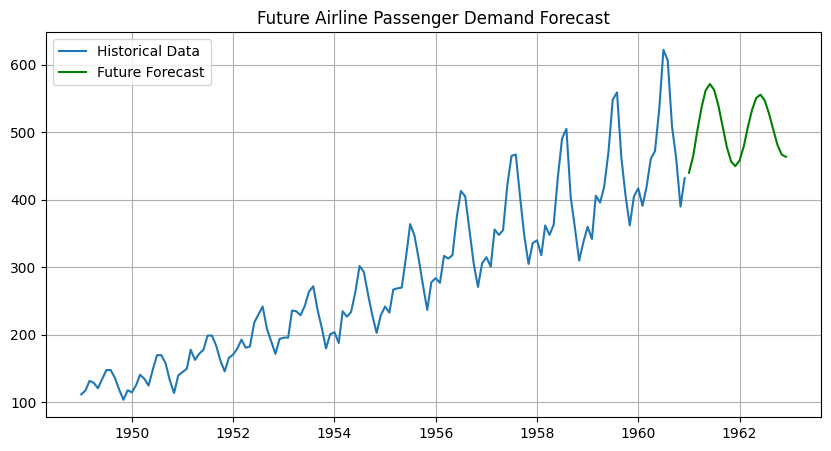 Future Airline Passenger Demand Forecast
Historical Data
Future Forecast
600
500
400
300
200
100
1950 1952 1954 1956 1958 1960 1962